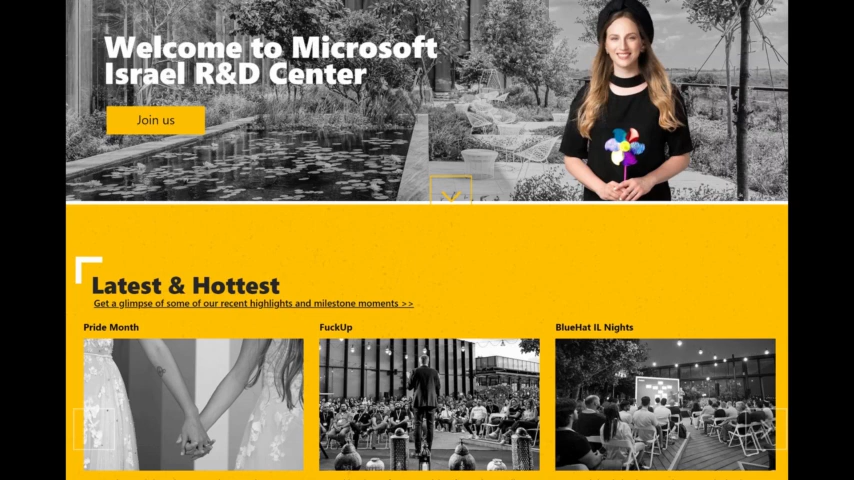 Welcome to Microsoft
Israel R&D Center
Join us
Latest & Hottest
Get a glimpse of some of our recent highlights and milestone moments >>
Pride Month
FuckUp
BlueHat IL Nights